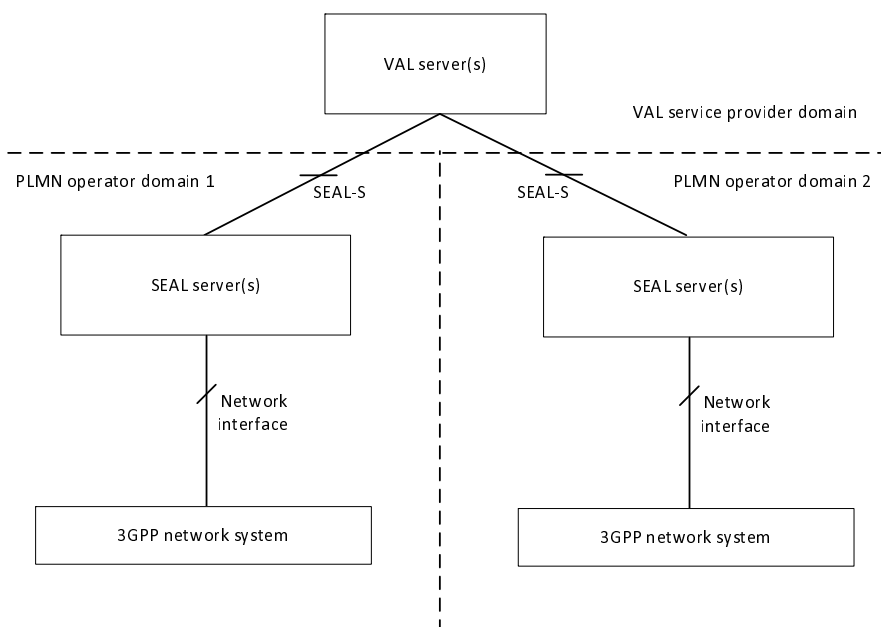 VAL server(s)
VAL service provider domain
PLMN operator domain 1
PLMN operator domain 2
SEAL-S
SEAL-S
SEAL server(s)
SEAL server(s)
Network
interface
Network
interface
3GPP network system
3GPP network system